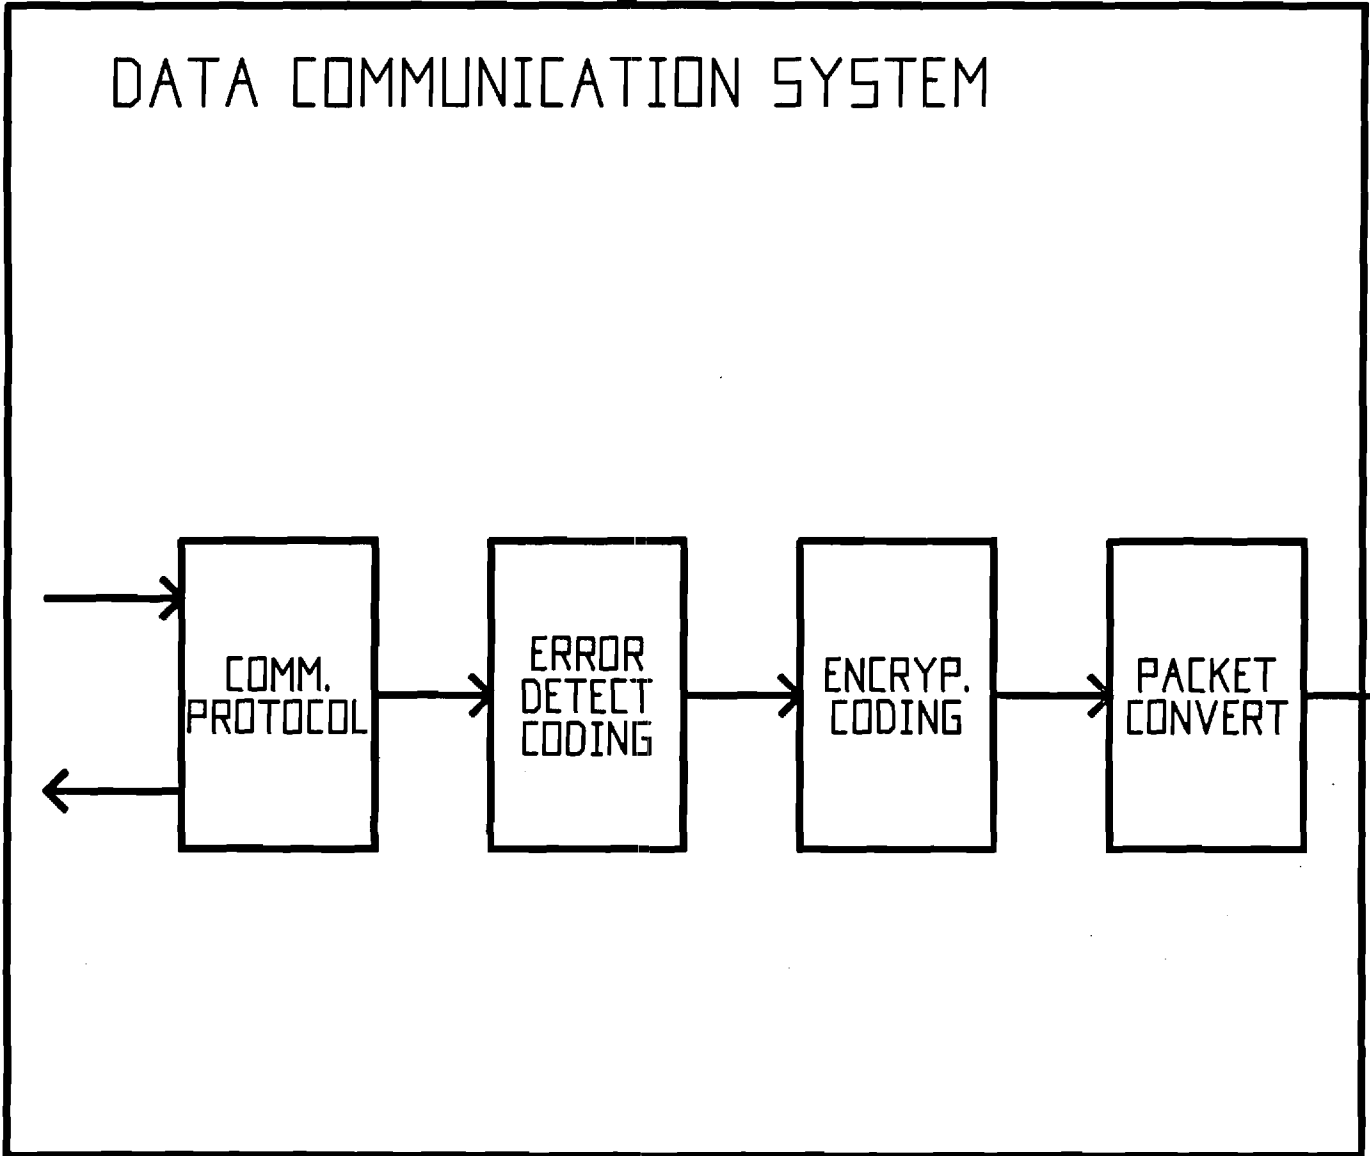 DATA COMMUNICATION SYSTEM
COMM.
PROTOCOL
ERROR
DETECT
CODING
ENCRYP.
CODING
PACKET
CONVERT